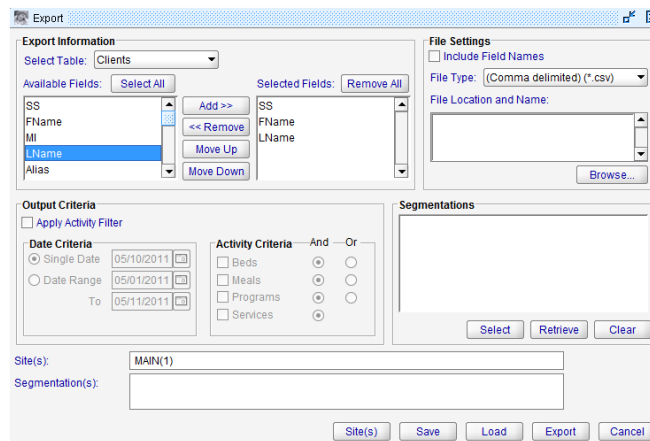 Export
Export Information
Select Table: Clients
Available Fields: Select All
Selected Fields: Remove All
SS
FName
MI
LName
Alias
Add >>
<< Remove
Move Up
Move Down
SS
FName
LName
File Settings
Include Field Names
File Type: (Comma delimited) (*.csv)
File Location and Name:
Browse...
Output Criteria
Apply Activity Filter
Date Criteria
Single Date 05/10/2011
Date Range 05/01/2011
To 05/11/2011
Activity Criteria And Or
Beds
Meals
Programs
Services
Segmentations
Select Retrieve Clear
Site(s): MAIN(1)
Segmentation(s):
Site(s) Save Load Export Cancel